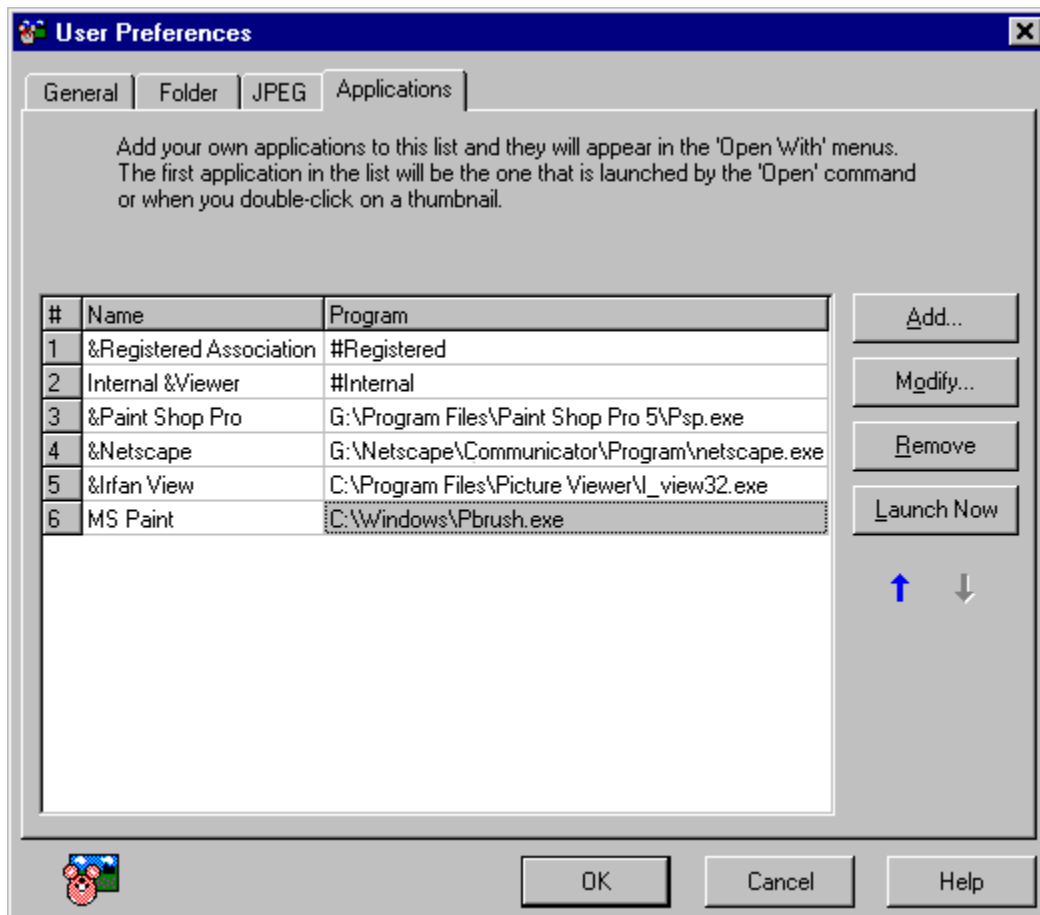 User Preferences
General Folder JPEG Applications
Add your own applications to this list and they will appear in the 'Open With' menus.
The first application in the list will be the one that is launched by the 'Open' command
or when you double-click on a thumbnail.
# Name Program
1 &Registered Association #Registered
2 Internal &Viewer #Internal
3 &Paint Shop Pro G:\Program Files\Paint Shop Pro 5\Psp.exe
4 &Netscape G:\Netscape\Communicator\Program\netscape.exe
5 &Irfan View C:\Program Files\Picture Viewer\I_view32.exe
6 MS Paint C:\Windows\Pbrush.exe
Add...
Modify...
Remove
Launch Now
OK Cancel Help